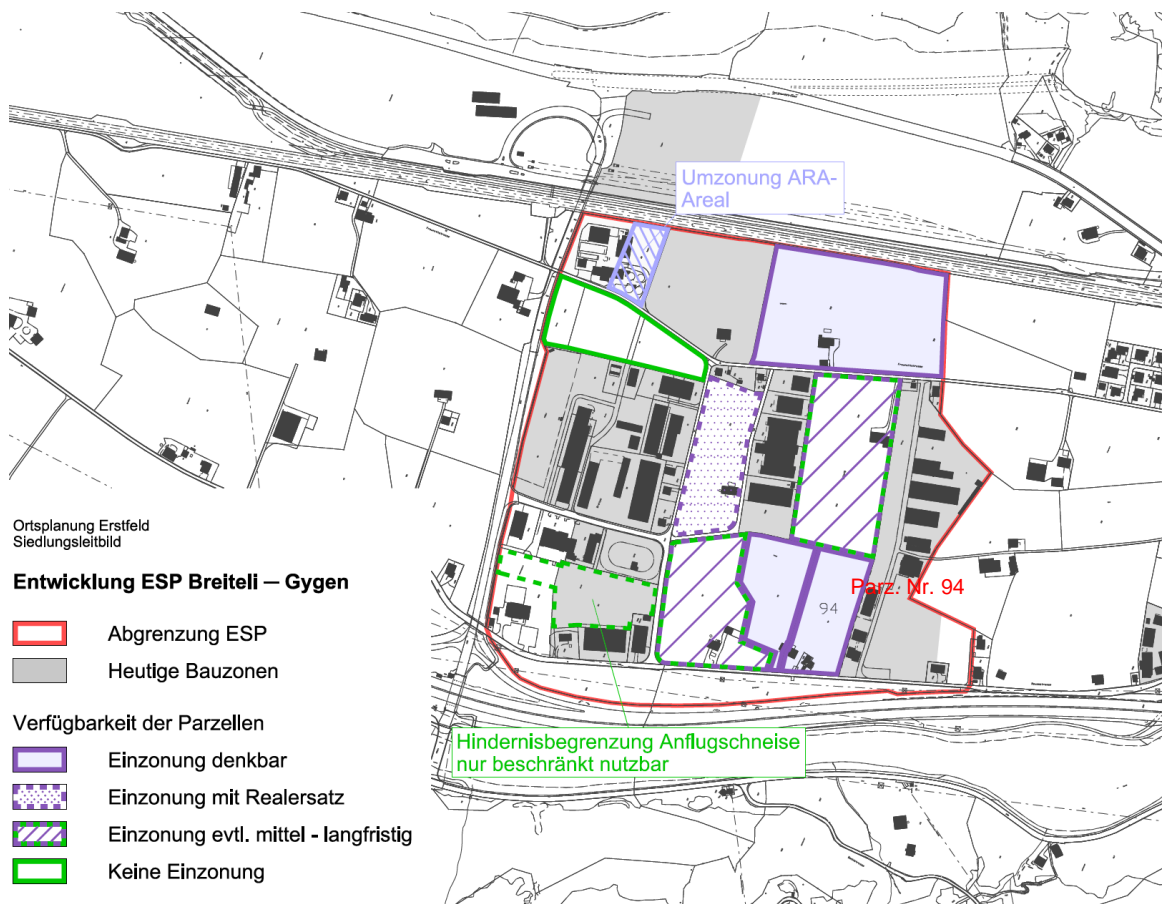 Umzonung ARA-
Areal
Ortsplanung Erstfeld
Siedlungsleitbild
Entwicklung ESP Breiteli – Gygen
Abgrenzung ESP
Heutige Bauzonen
Verfügbarkeit der Parzellen
Einzonung denkbar
Einzonung mit Realersatz
Einzonung evtl. mittel - langfristig
Keine Einzonung
Parz. Nr. 94
94
Hindernisbegrenzung Anflugschneise
nur beschränkt nutzbar